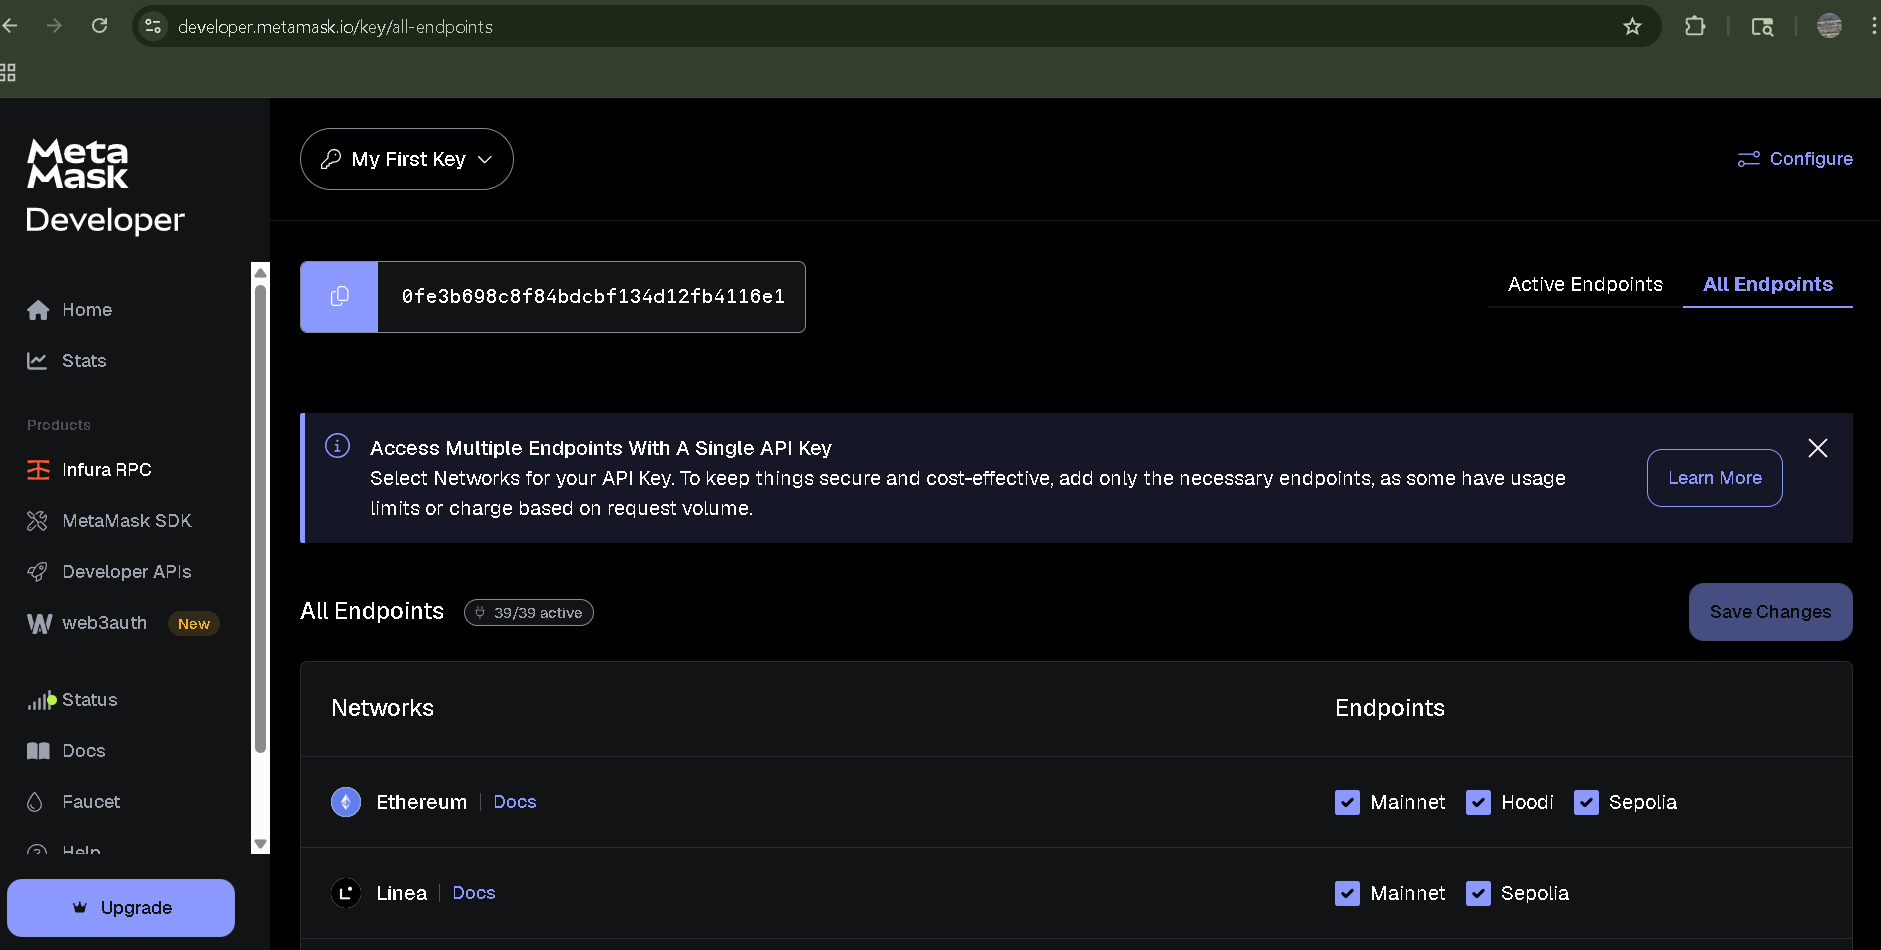 developer.metamask.io/key/all-endpoints
Meta
Mask
Developer
Home
Stats
Products
Infura RPC
MetaMask SDK
Developer APIs
web3auth New
Status
Docs
Faucet
Help
Upgrade
My First Key
Configure
0fe3b698c8f84bdcbf134d12fb4116e1
Active Endpoints All Endpoints
Access Multiple Endpoints With A Single API Key
Select Networks for your API Key. To keep things secure and cost-effective, add only the necessary endpoints, as some have usage
limits or charge based on request volume.
Learn More
All Endpoints 39/39 active
Save Changes
Networks Endpoints
Ethereum Docs Mainnet Hoodi Sepolia
Linea Docs Mainnet Sepolia